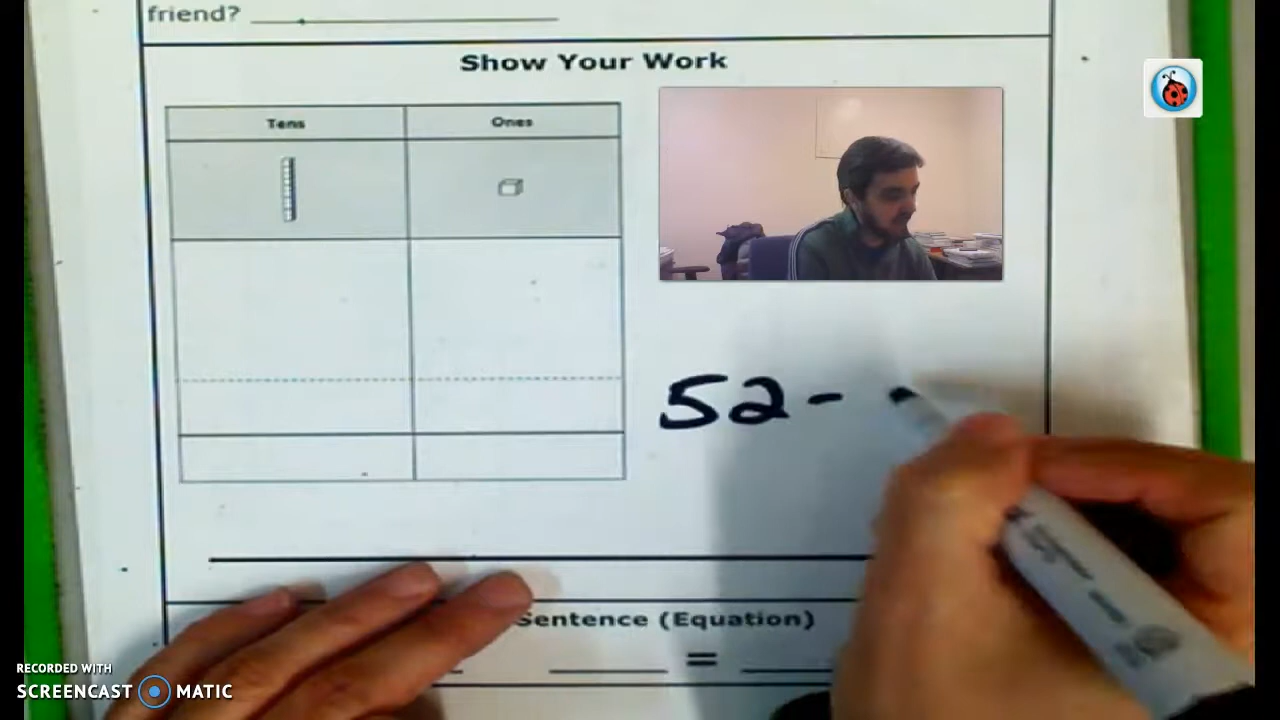 friend?
Show Your Work
Tens Ones
52-
Sentence (Equation)
=
RECORDED WITH
SCREENCAST MATIC